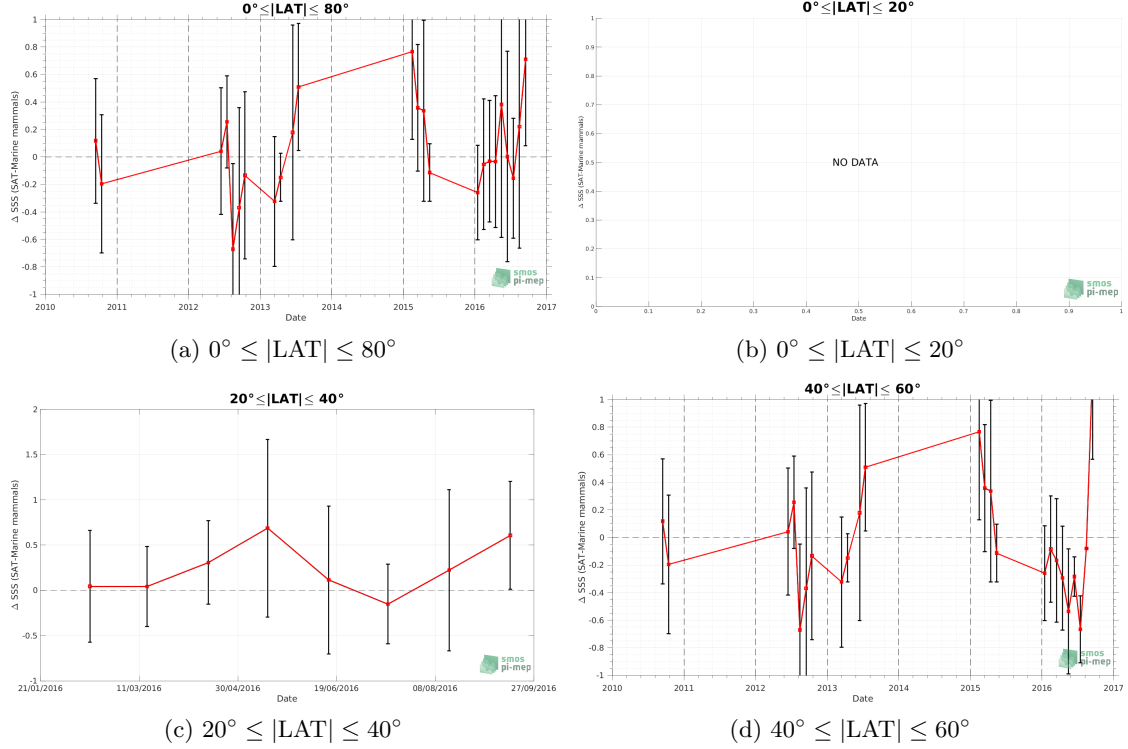 0°≤|LAT|≤ 80°
Δ SSS (SAT-Marine mammals)
1
0.8
0.6
0.4
0.2
0
-0.2
-0.4
-0.6
-0.8
-1
2010 2011 2012 2013 2014 2015 2016 2017
Date
smos
pi-mep
(a) 0° ≤ |LAT| ≤ 80°
0°≤|LAT|≤ 20°
Δ SSS (SAT-Marine mammals)
1
0.9
0.8
0.7
0.6
0.5
0.4
0.3
0.2
0.1
0
NO DATA
0 0.1 0.2 0.3 0.4 0.5 0.6 0.7 0.8 0.9 1
Date
smos
pi-mep
(b) 0° ≤ |LAT| ≤ 20°
20°≤|LAT|≤ 40°
Δ SSS (SAT-Marine mammals)
2
1.5
1
0.5
0
-0.5
-1
21/01/2016 11/03/2016 30/04/2016 19/06/2016 08/08/2016 27/09/2016
Date
smos
pi-mep
(c) 20° ≤ |LAT| ≤ 40°
40°≤|LAT|≤ 60°
Δ SSS (SAT-Marine mammals)
1
0.8
0.6
0.4
0.2
0
-0.2
-0.4
-0.6
-0.8
-1
2010 2011 2012 2013 2014 2015 2016 2017
Date
smos
pi-mep
(d) 40° ≤ |LAT| ≤ 60°